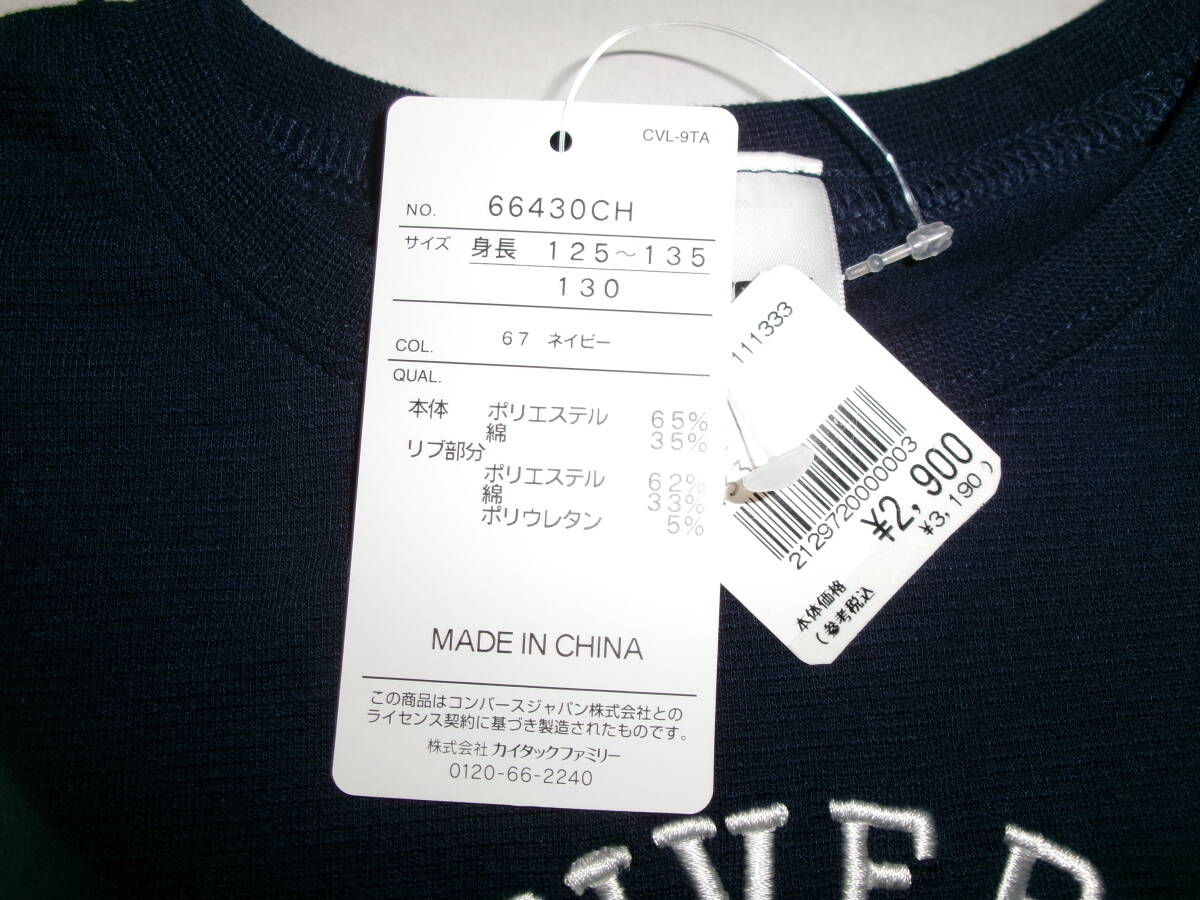 CVL-9TA
NO. 66430CH
サイズ 身長 125～135
130
COL. 67 ネイビー
QUAL.
本体 ポリエステル 65%
綿 35%
リブ部分
ポリエステル 62%
綿 33%
ポリウレタン 5%
MADE IN CHINA
この商品はコンバースジャパン株式会社との
ライセンス契約に基づき製造されたものです。
株式会社 カイタックファミリー
0120-66-2240
111333
2129720000003
本体価格 ¥2,900
(参考税込 ¥3,190)
NVER